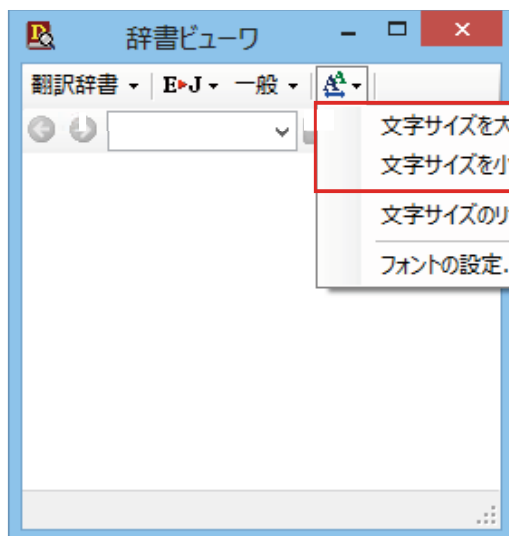 辞書ビューワ
翻訳辞書 E▸J 一般
文字サイズを大
文字サイズを小
文字サイズのリ
フォントの設定.